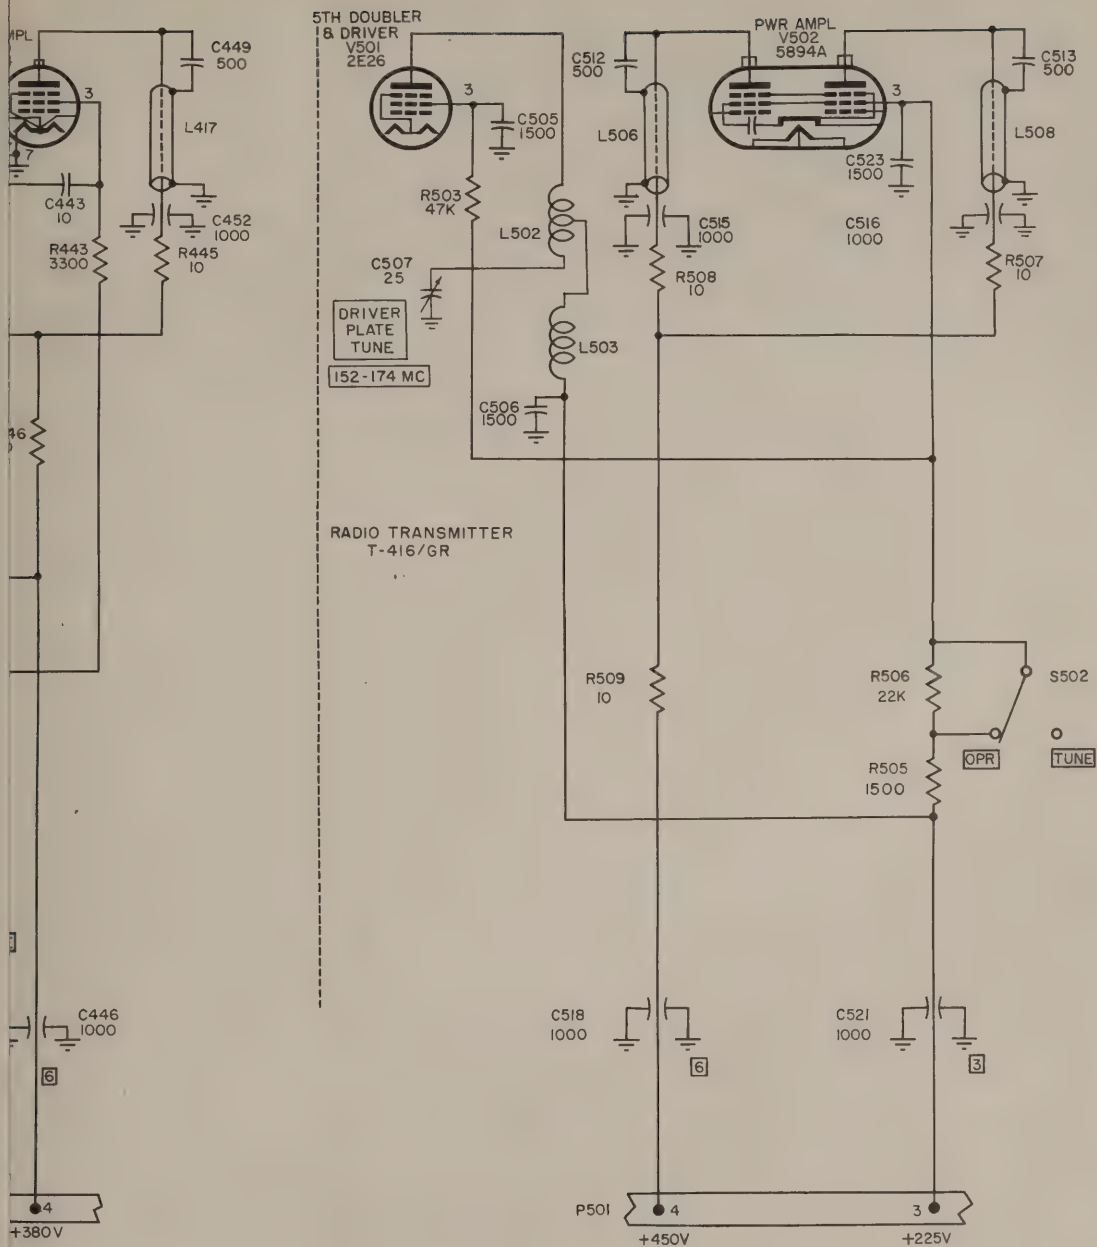 MPL
C449
500
3
L417
7
C443
10
C452
1000
R443
3300
R445
10
46
C446
1000
6
4
+380V
5TH DOUBLER
& DRIVER
V501
2E26
3
C505
1500
R503
47K
L502
C507
25
DRIVER
PLATE
TUNE
152-174 MC
L503
C506
1500
RADIO TRANSMITTER
T-416/GR
C512
500
PWR AMPL
V502
5894A
C513
500
3
L506
L508
C523
1500
C515
1000
C516
1000
R508
10
R507
10
R509
10
R506
22K
S502
OPR
TUNE
R505
1500
C518
1000
6
C521
1000
3
P501
4
3
+450V
+225V